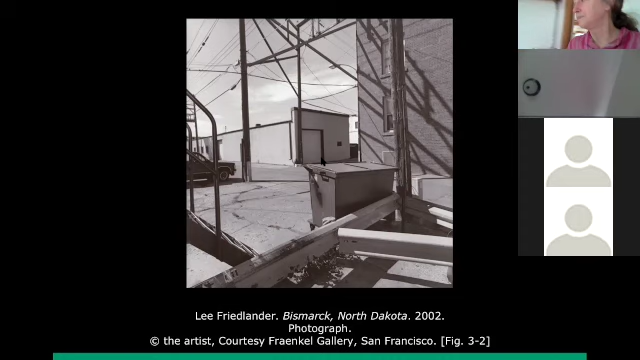 Lee Friedlander. Bismarck, North Dakota. 2002.
Photograph.
© the artist, Courtesy Fraenkel Gallery, San Francisco. [Fig. 3-2]